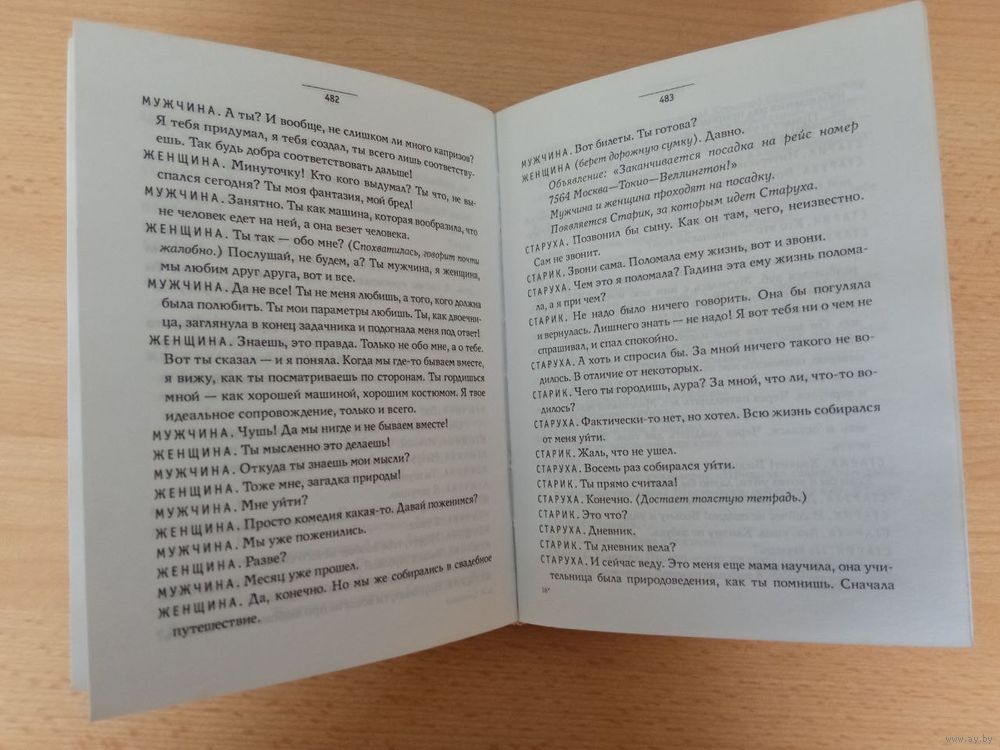 482
МУЖЧИНА. А ты? И вообще, не слишком ли много капризов?
Я тебя придумал, я тебя создал, ты всего лишь соответству-
ешь. Так будь добра соответствовать дальше!
ЖЕНЩИНА. Минуточку! Кто кого выдумал? Ты что, не вы-
спался сегодня? Ты моя фантазия, мой бред!
МУЖЧИНА. Занятно. Ты как машина, которая вообразила, что
не человек едет на ней, а она везет человека.
ЖЕНЩИНА. Ты так — обо мне? (Спохватилась, говорит почти
жалобно.) Послушай, не будем, а? Ты мужчина, я женщина,
мы любим друг друга, вот и все.
МУЖЧИНА. Да не все! Ты не меня любишь, а того, кого должна
была полюбить. Ты мои параметры любишь. Ты, как двоечни-
ца, заглянула в конец задачника и подогнала меня под ответ!
ЖЕНЩИНА. Знаешь, это правда. Только не обо мне, а о тебе.
Вот ты сказал — и я поняла. Когда мы где-то бываем вместе,
я вижу, как ты посматриваешь по сторонам. Ты гордишься
мной — как хорошей машиной, хорошим костюмом. Я твое
идеальное сопровождение, только и всего.
МУЖЧИНА. Чушь! Да мы нигде и не бываем вместе!
ЖЕНЩИНА. Ты мысленно это делаешь!
МУЖЧИНА. Откуда ты знаешь мои мысли?
ЖЕНЩИНА. Тоже мне, загадка природы!
МУЖЧИНА. Мне уйти?
ЖЕНЩИНА. Просто комедия какая-то. Давай поженимся?
МУЖЧИНА. Мы уже поженились.
ЖЕНЩИНА. Разве?
МУЖЧИНА. Месяц уже прошел.
ЖЕНЩИНА. Да, конечно. Но мы же собирались в свадебное
путешествие.
483
МУЖЧИНА. Вот билеты. Ты готова?
ЖЕНЩИНА (берет дорожную сумку). Давно.
Объявление: «Заканчивается посадка на рейс номер
7564 Москва—Токио—Веллингтон!»
Мужчина и женщина проходят на посадку.
Появляется Старик, за которым идет Старуха.
СТАРУХА. Позвонил бы сыну. Как он там, чего, неизвестно.
Сам не звонит.
СТАРИК. Звони сама. Поломала ему жизнь, вот и звони.
СТАРУХА. Чем это я поломала? Гадина эта ему жизнь полома-
ла, а я при чем?
СТАРИК. Не надо было ничего говорить. Она бы погуляла
и вернулась. Лишнего знать — не надо! Я вот тебя ни о чем не
спрашивал, и спал спокойно.
СТАРУХА. А хоть и спросил бы. За мной ничего такого не во-
дилось. В отличие от некоторых.
СТАРИК. Чего ты городишь, дура? За мной, что ли, что-то во-
дилось?
СТАРУХА. Фактически-то нет, но хотел. Всю жизнь собирался
от меня уйти.
СТАРИК. Жаль, что не ушел.
СТАРУХА. Восемь раз собирался уйти.
СТАРИК. Ты прямо считала!
СТАРУХА. Конечно. (Достает толстую тетрадь.)
СТАРИК. Это что?
СТАРУХА. Дневник.
СТАРИК. Ты дневник вела?
СТАРУХА. И сейчас веду. Это меня еще мама научила, она учи-
тельница была природоведения, как ты помнишь. Сначала
16*
www.ay.by